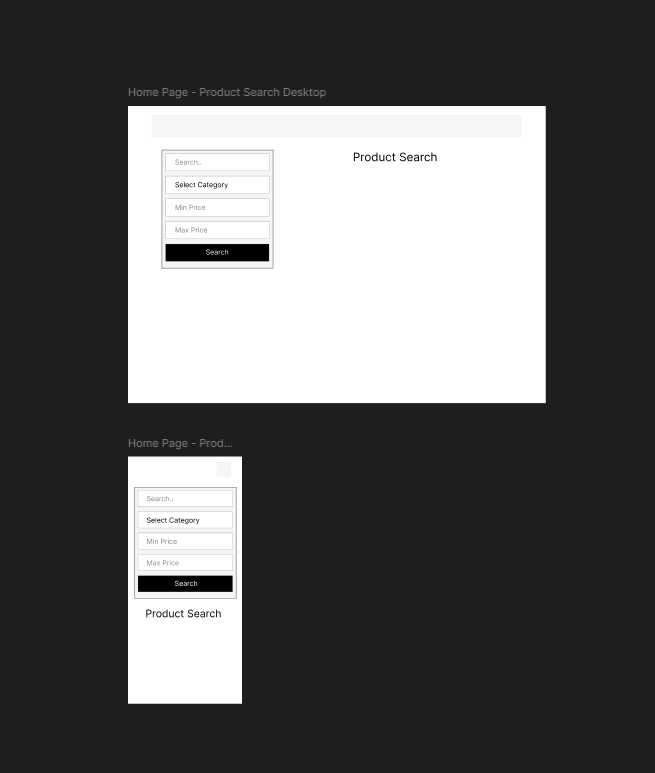 Home Page - Product Search Desktop
Search..
Product Search
Select Category
Min Price
Max Price
Search
Home Page - Prod...
Search..
Select Category
Min Price
Max Price
Search
Product Search